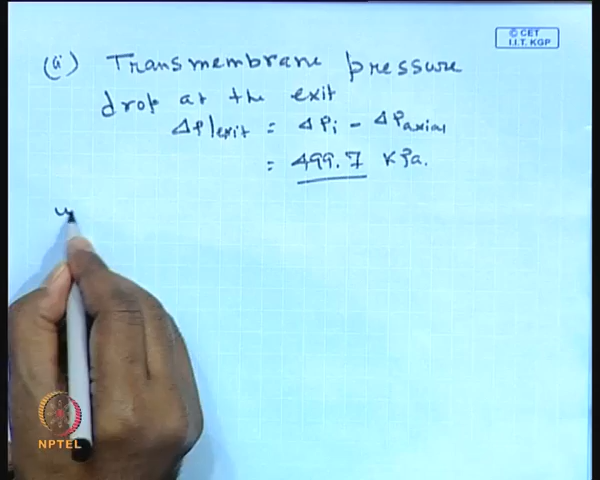 © CET
I.I.T. KGP
(ii) Transmembrane pressure
drop at the exit
ΔP|exit = ΔPi - ΔPaxial
= 499.7 KPa.
NPTEL